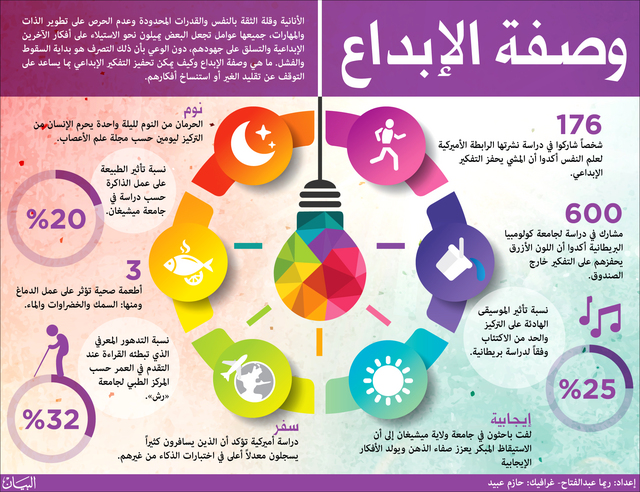 وصفة الإبداع
الأنانية وقلة الثقة بالنفس والقدرات المحدودة وعدم الحرص على تطوير الذات
والمهارات، جميعها عوامل تجعل البعض يميلون نحو الاستيلاء على أفكار الآخرين
الإبداعية والتسلق على جهودهم، دون الوعي بأن ذلك التصرف هو بداية السقوط
والفشل. ما هي وصفة الإبداع وكيف يمكن تحفيز التفكير الإبداعي بما يساعد على
التوقف عن تقليد الغير أو استنساخ أفكارهم.
176
شخصاً شاركوا في دراسة نشرتها الرابطة الأميركية
لعلم النفس أكدوا أن المشي يحفز التفكير
الإبداعي.
600
مشارك في دراسة لجامعة كولومبيا
البريطانية أكدوا أن اللون الأزرق
يحفزهم على التفكير خارج
الصندوق.
نسبة تأثير الموسيقى
الهادئة على التركيز
والحد من الاكتئاب
وفقاً لدراسة بريطانية.
%25
إيجابية
لفت باحثون في جامعة ولاية ميشيغان إلى أن
الاستيقاظ المبكر يعزز صفاء الذهن ويولد الأفكار
الإيجابية
نوم
الحرمان من النوم لليلة واحدة يحرم الإنسان من
التركيز ليومين حسب مجلة علم الأعصاب.
نسبة تأثير الطبيعة
على عمل الذاكرة
حسب دراسة في
جامعة ميشيغان.
%20
3
أطعمة صحية تؤثر على عمل الدماغ
ومنها: السمك والخضراوات والماء.
نسبة التدهور المعرفي
الذي تبطئه القراءة عند
التقدم في العمر حسب
المركز الطبي لجامعة
«رش».
%32
سفر
دراسة أميركية تؤكد أن الذين يسافرون كثيراً
يسجلون معدلاً أعلى في اختبارات الذكاء من غيرهم.
إعداد: ريما عبدالفتاح- غرافيك: حازم عبيد
البيان